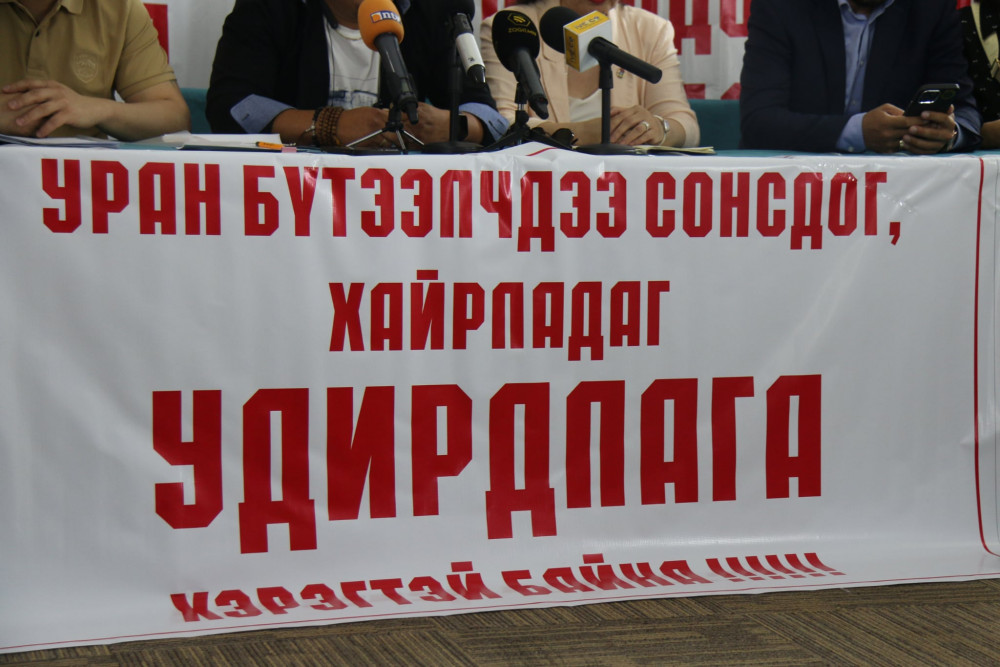 УРАН БҮТЭЭЛЧДЭЭ СОНСДОГ,
ХАЙРЛАДАГ
УДИРДЛАГА
ХЭРЭГТЭЙ БАЙНА !!!!!!